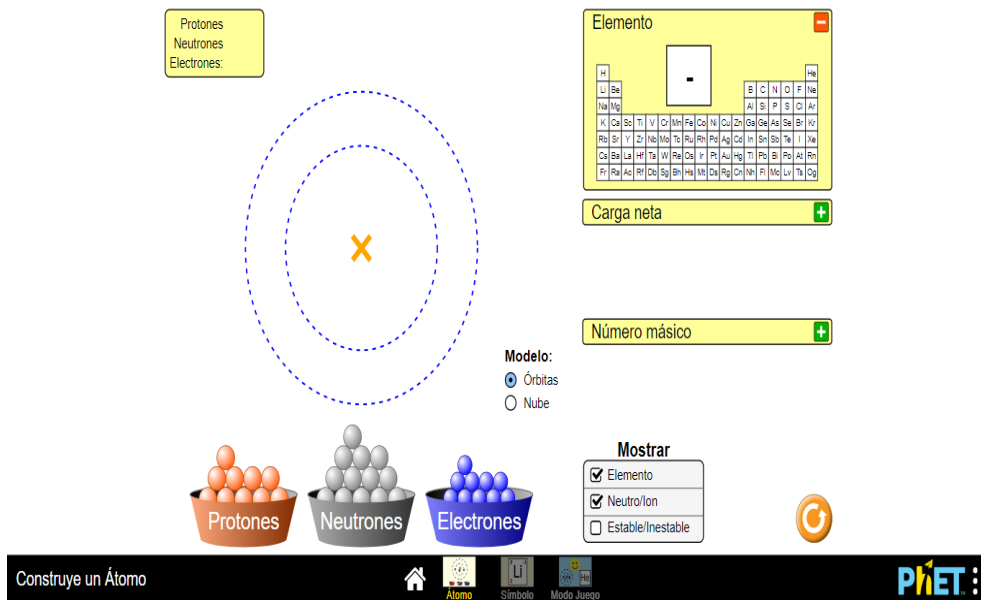 Protones
Neutrones
Electrones:
Elemento
-
H He
Li Be B C N O F Ne
Na Mg Al Si P S Cl Ar
K Ca Sc Ti V Cr Mn Fe Co Ni Cu Zn Ga Ge As Se Br Kr
Rb Sr Y Zr Nb Mo Tc Ru Rh Pd Ag Cd In Sn Sb Te I Xe
Cs Ba La Hf Ta W Re Os Ir Pt Au Hg Tl Pb Bi Po At Rn
Fr Ra Ac Rf Db Sg Bh Hs Mt Ds Rg Cn Nh Fl Mc Lv Ts Og
Carga neta
Número másico
Modelo:
Órbitas
Nube
Protones
Neutrones
Electrones
Mostrar
Elemento
Neutro/Ion
Estable/Inestable
Construye un Átomo
Átomo
Li
Símbolo
He
Modo Juego
PhET